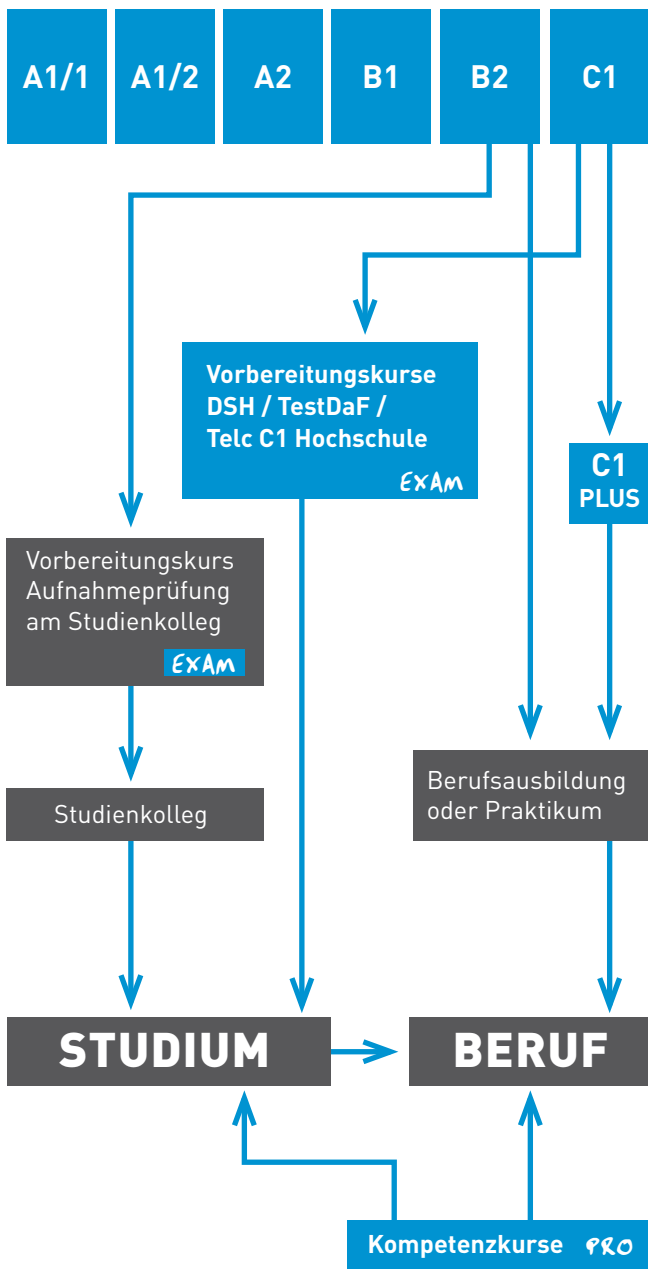 A1/1 A1/2 A2 B1 B2 C1
Vorbereitungskurse
DSH / TestDaF /
Telc C1 Hochschule
EXAM
C1
PLUS
Vorbereitungskurs
Aufnahmeprüfung
am Studienkolleg
EXAM
Studienkolleg
Berufsausbildung
oder Praktikum
STUDIUM
BERUF
Kompetenzkurse PRO